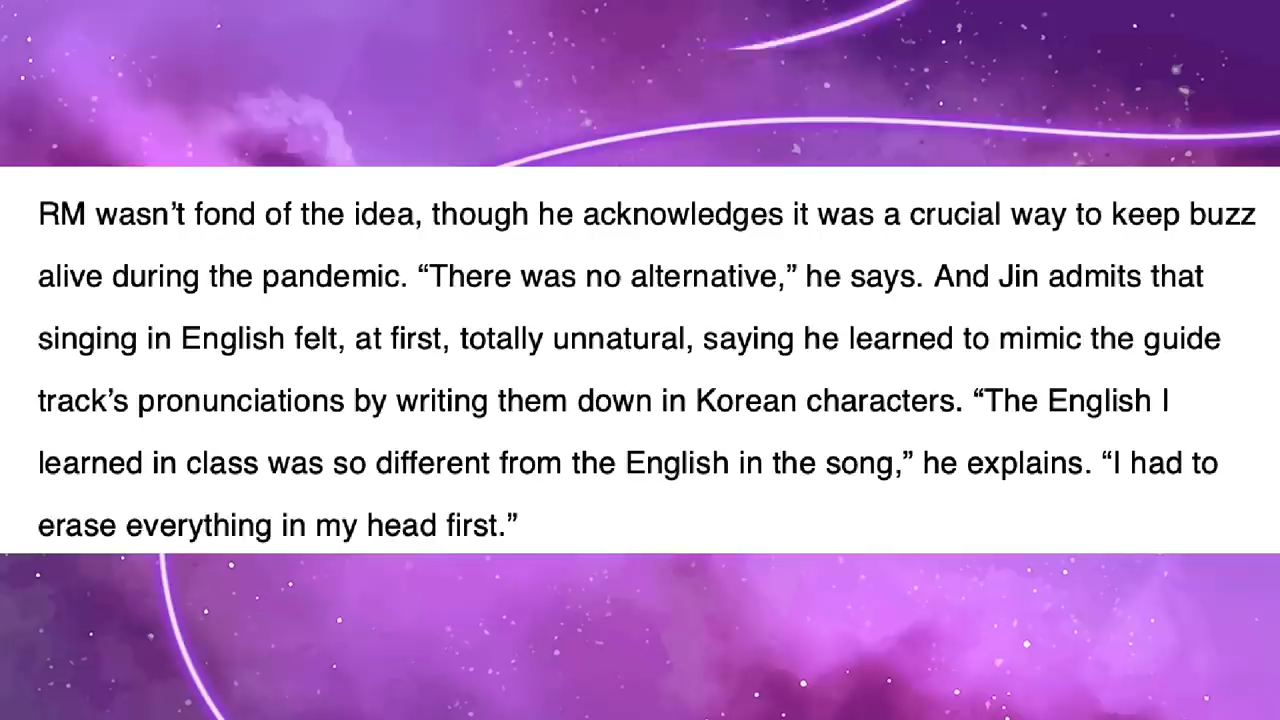 RM wasn’t fond of the idea, though he acknowledges it was a crucial way to keep buzz
alive during the pandemic. “There was no alternative,” he says. And Jin admits that
singing in English felt, at first, totally unnatural, saying he learned to mimic the guide
track’s pronunciations by writing them down in Korean characters. “The English I
learned in class was so different from the English in the song,” he explains. “I had to
erase everything in my head first.”